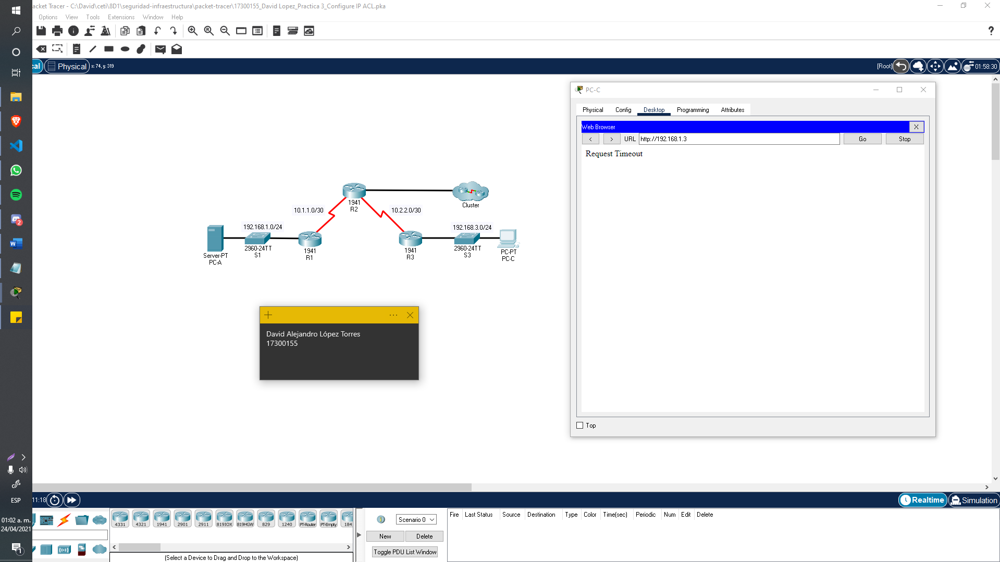 acket Tracer - C:\David\ceti\8D1\seguridad-infraestructura\packet-tracer\17300155_David Lopez_Practica 3_Configure IP ACL.pka
Options View Tools Extensions Window Help
?
al Physical x: 74, y: 319
[Root] 01:58:30
PC-C
Physical Config Desktop Programming Attributes
Web Browser X
< > URL http://192.168.1.3 Go Stop
Request Timeout
Top
1941
R2
Cluster
10.1.1.0/30
10.2.2.0/30
192.168.1.0/24
192.168.3.0/24
Server-PT
PC-A
2960-24TT
S1
1941
R1
1941
R3
2960-24TT
S3
PC-PT
PC-C
David Alejandro López Torres
17300155
2
ESP
01:02 a. m.
24/04/2021
1
11:18
Realtime Simulation
4331 4321 1941 2901 2911 819IOX 819HGW 829 1240 PT-Router PT-Empty 184
(Select a Device to Drag and Drop to the Workspace)
Scenario 0
New Delete
Toggle PDU List Window
Fire Last Status Source Destination Type Color Time(sec) Periodic Num Edit Delete